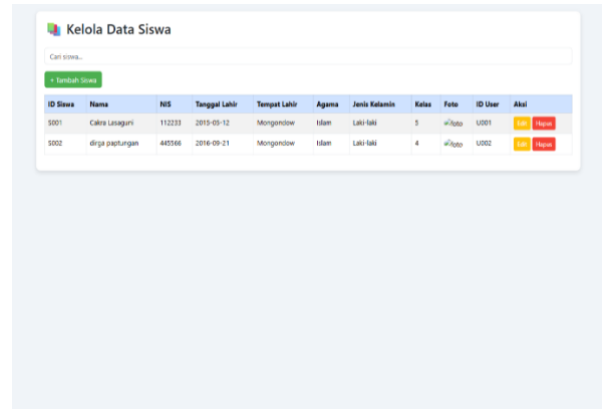 Kelola Data Siswa
Cari siswa...
+ Tambah Siswa
ID Siswa Nama NIS Tanggal Lahir Tempat Lahir Agama Jenis Kelamin Kelas Foto ID User Aksi
S001 Cakra Lasaguni 112233 2015-05-12 Mongondow Islam Laki-laki 5 foto U001 Edit Hapus
S002 dirga paptungan 445566 2016-09-21 Mongondow Islam Laki-laki 4 foto U002 Edit Hapus